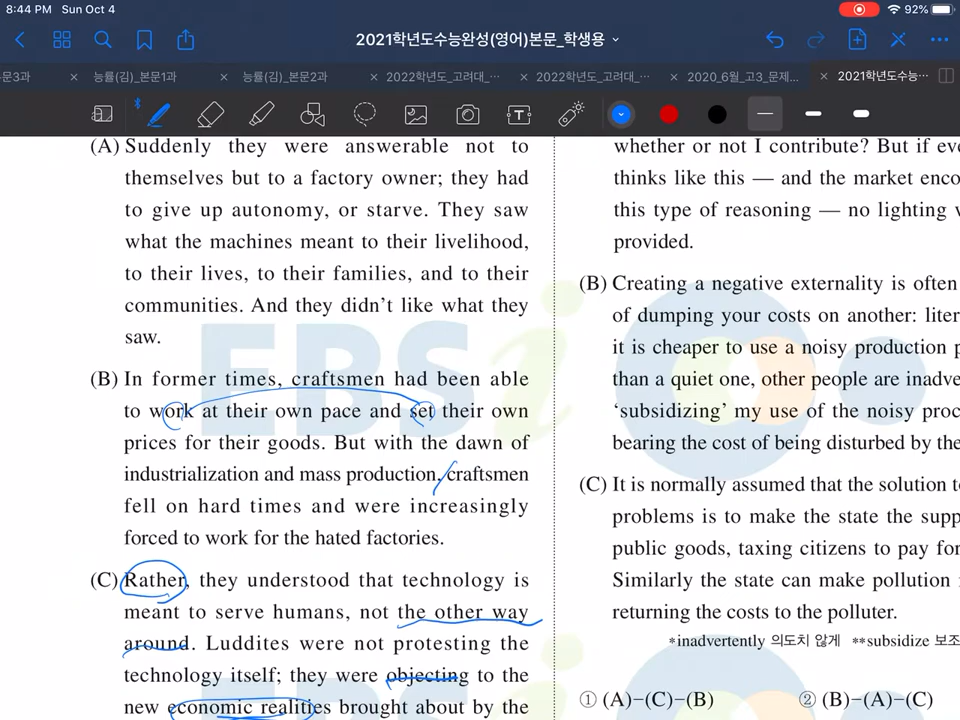 8:44 PM Sun Oct 4
92%
2021학년도수능완성(영어)본문_학생용
문3과
능률(김)_본문1과
능률(김)_본문2과
2022학년도_고려대_…
2022학년도_고려대_…
2020_6월_고3_문제…
2021학년도수능…
(A) Suddenly they were answerable not to
themselves but to a factory owner; they had
to give up autonomy, or starve. They saw
what the machines meant to their livelihood,
to their lives, to their families, and to their
communities. And they didn’t like what they
saw.
(B) In former times, craftsmen had been able
to work at their own pace and set their own
prices for their goods. But with the dawn of
industrialization and mass production, craftsmen
fell on hard times and were increasingly
forced to work for the hated factories.
(C) Rather, they understood that technology is
meant to serve humans, not the other way
around. Luddites were not protesting the
technology itself; they were objecting to the
new economic realities brought about by the
whether or not I contribute? But if eve
thinks like this — and the market enco
this type of reasoning — no lighting w
provided.
(B) Creating a negative externality is often
of dumping your costs on another: liter
it is cheaper to use a noisy production p
than a quiet one, other people are inadve
‘subsidizing’ my use of the noisy proc
bearing the cost of being disturbed by the
(C) It is normally assumed that the solution to
problems is to make the state the supp
public goods, taxing citizens to pay for
Similarly the state can make pollution
returning the costs to the polluter.
*inadvertently 의도치 않게 **subsidize 보조
① (A)−(C)−(B)
② (B)−(A)−(C)
EBSi